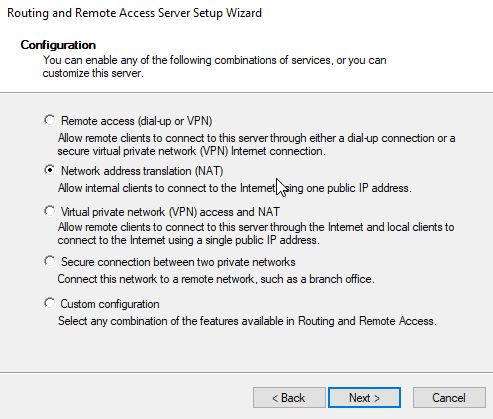 Routing and Remote Access Server Setup Wizard
Configuration
You can enable any of the following combinations of services, or you can
customize this server.
Remote access (dial-up or VPN)
Allow remote clients to connect to this server through either a dial-up connection or a
secure virtual private network (VPN) Internet connection.
Network address translation (NAT)
Allow internal clients to connect to the Internet using one public IP address.
Virtual private network (VPN) access and NAT
Allow remote clients to connect to this server through the Internet and local clients to
connect to the Internet using a single public IP address.
Secure connection between two private networks
Connect this network to a remote network, such as a branch office.
Custom configuration
Select any combination of the features available in Routing and Remote Access.
< Back Next > Cancel